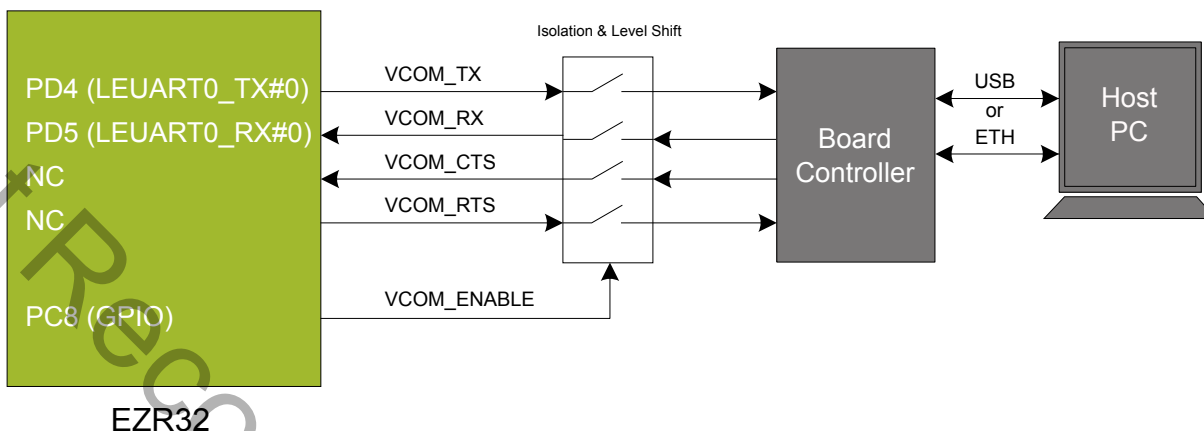 Isolation & Level Shift
PD4 (LEUART0_TX#0)
VCOM_TX
PD5 (LEUART0_RX#0)
VCOM_RX
NC
VCOM_CTS
NC
VCOM_RTS
PC8 (GPIO)
VCOM_ENABLE
Board
Controller
USB
or
ETH
Host
PC
EZR32